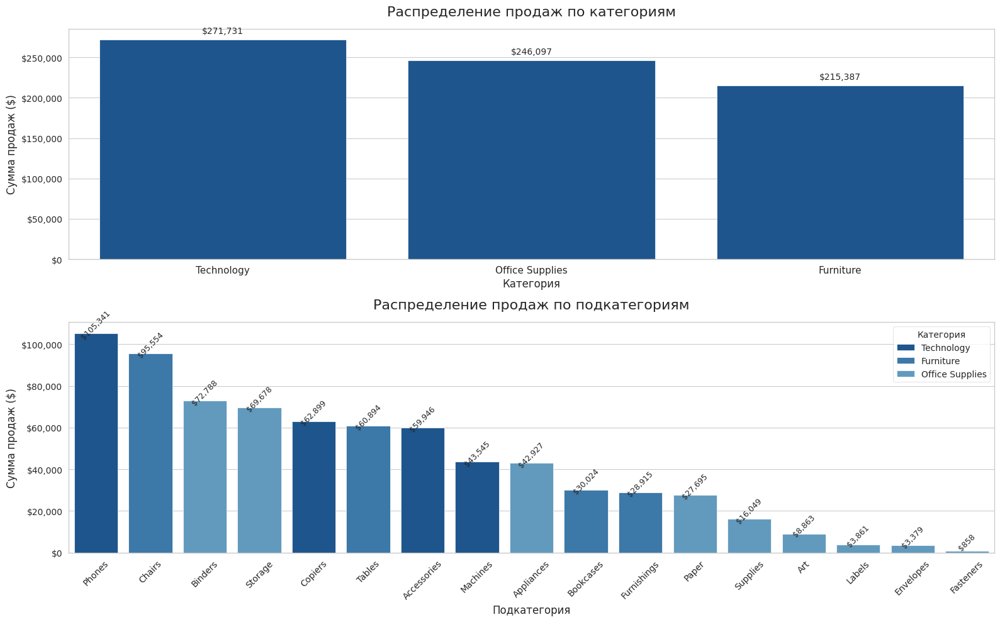 Распределение продаж по категориям
$271,731
$246,097
$215,387
Сумма продаж ($)
$250,000
$200,000
$150,000
$100,000
$50,000
$0
Technology
Office Supplies
Furniture
Категория
Распределение продаж по подкатегориям
$105,341
$95,554
$72,788
$69,678
$62,899
$60,894
$59,946
$43,545
$42,927
$30,024
$28,915
$27,695
$16,049
$8,863
$3,861
$3,379
$858
Категория
Technology
Furniture
Office Supplies
Сумма продаж ($)
$100,000
$80,000
$60,000
$40,000
$20,000
$0
Phones
Chairs
Binders
Storage
Copiers
Tables
Accessories
Machines
Appliances
Bookcases
Furnishings
Paper
Supplies
Art
Labels
Envelopes
Fasteners
Подкатегория